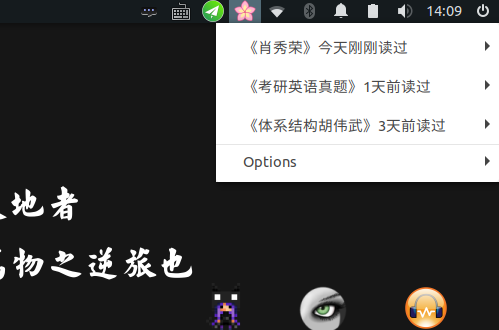 14:09
《肖秀荣》今天刚刚读过
《考研英语真题》1天前读过
《体系结构胡伟武》3天前读过
Options
地者
物之逆旅也